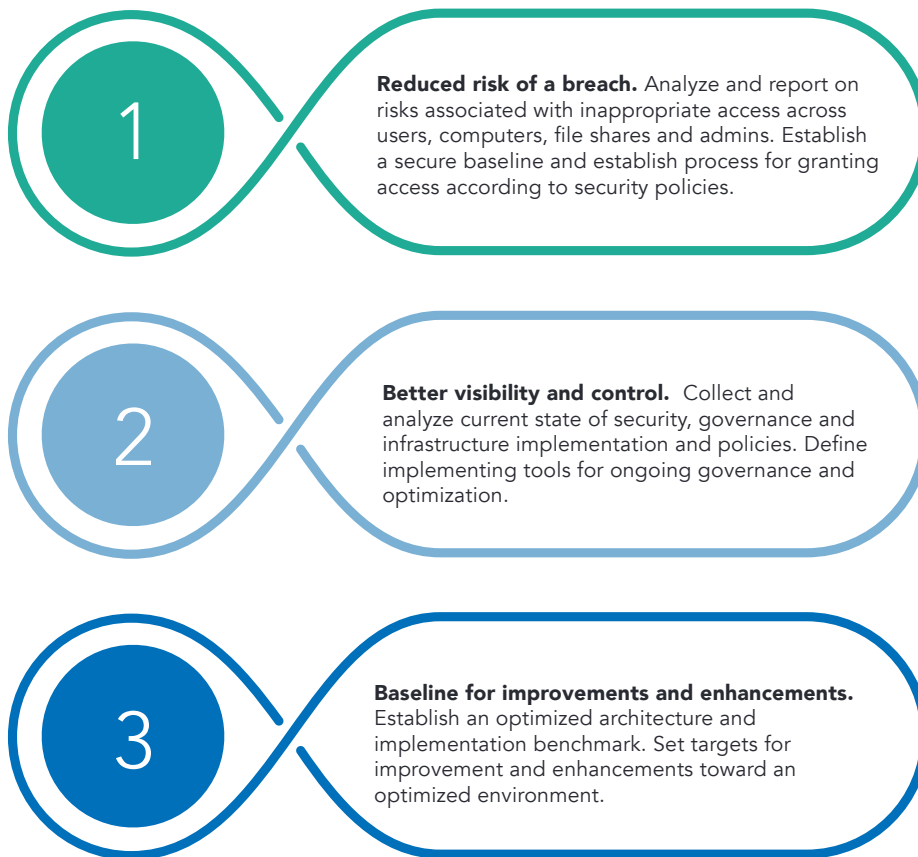 1
Reduced risk of a breach. Analyze and report on
risks associated with inappropriate access across
users, computers, file shares and admins. Establish
a secure baseline and establish process for granting
access according to security policies.
2
Better visibility and control.  Collect and
analyze current state of security, governance and
infrastructure implementation and policies. Define
implementing tools for ongoing governance and
optimization.
3
Baseline for improvements and enhancements.
Establish an optimized architecture and
implementation benchmark. Set targets for
improvement and enhancements toward an
optimized environment.